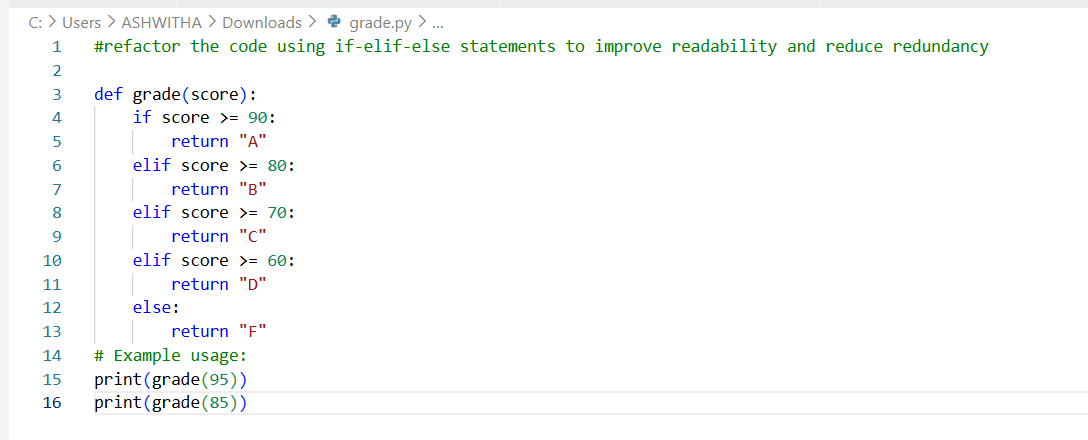 C: > Users > ASHWITHA > Downloads > grade.py > ...
1 #refactor the code using if-elif-else statements to improve readability and reduce redundancy
2
3 def grade(score):
4     if score >= 90:
5         return "A"
6     elif score >= 80:
7         return "B"
8     elif score >= 70:
9         return "C"
10     elif score >= 60:
11         return "D"
12     else:
13         return "F"
14 # Example usage:
15 print(grade(95))
16 print(grade(85))